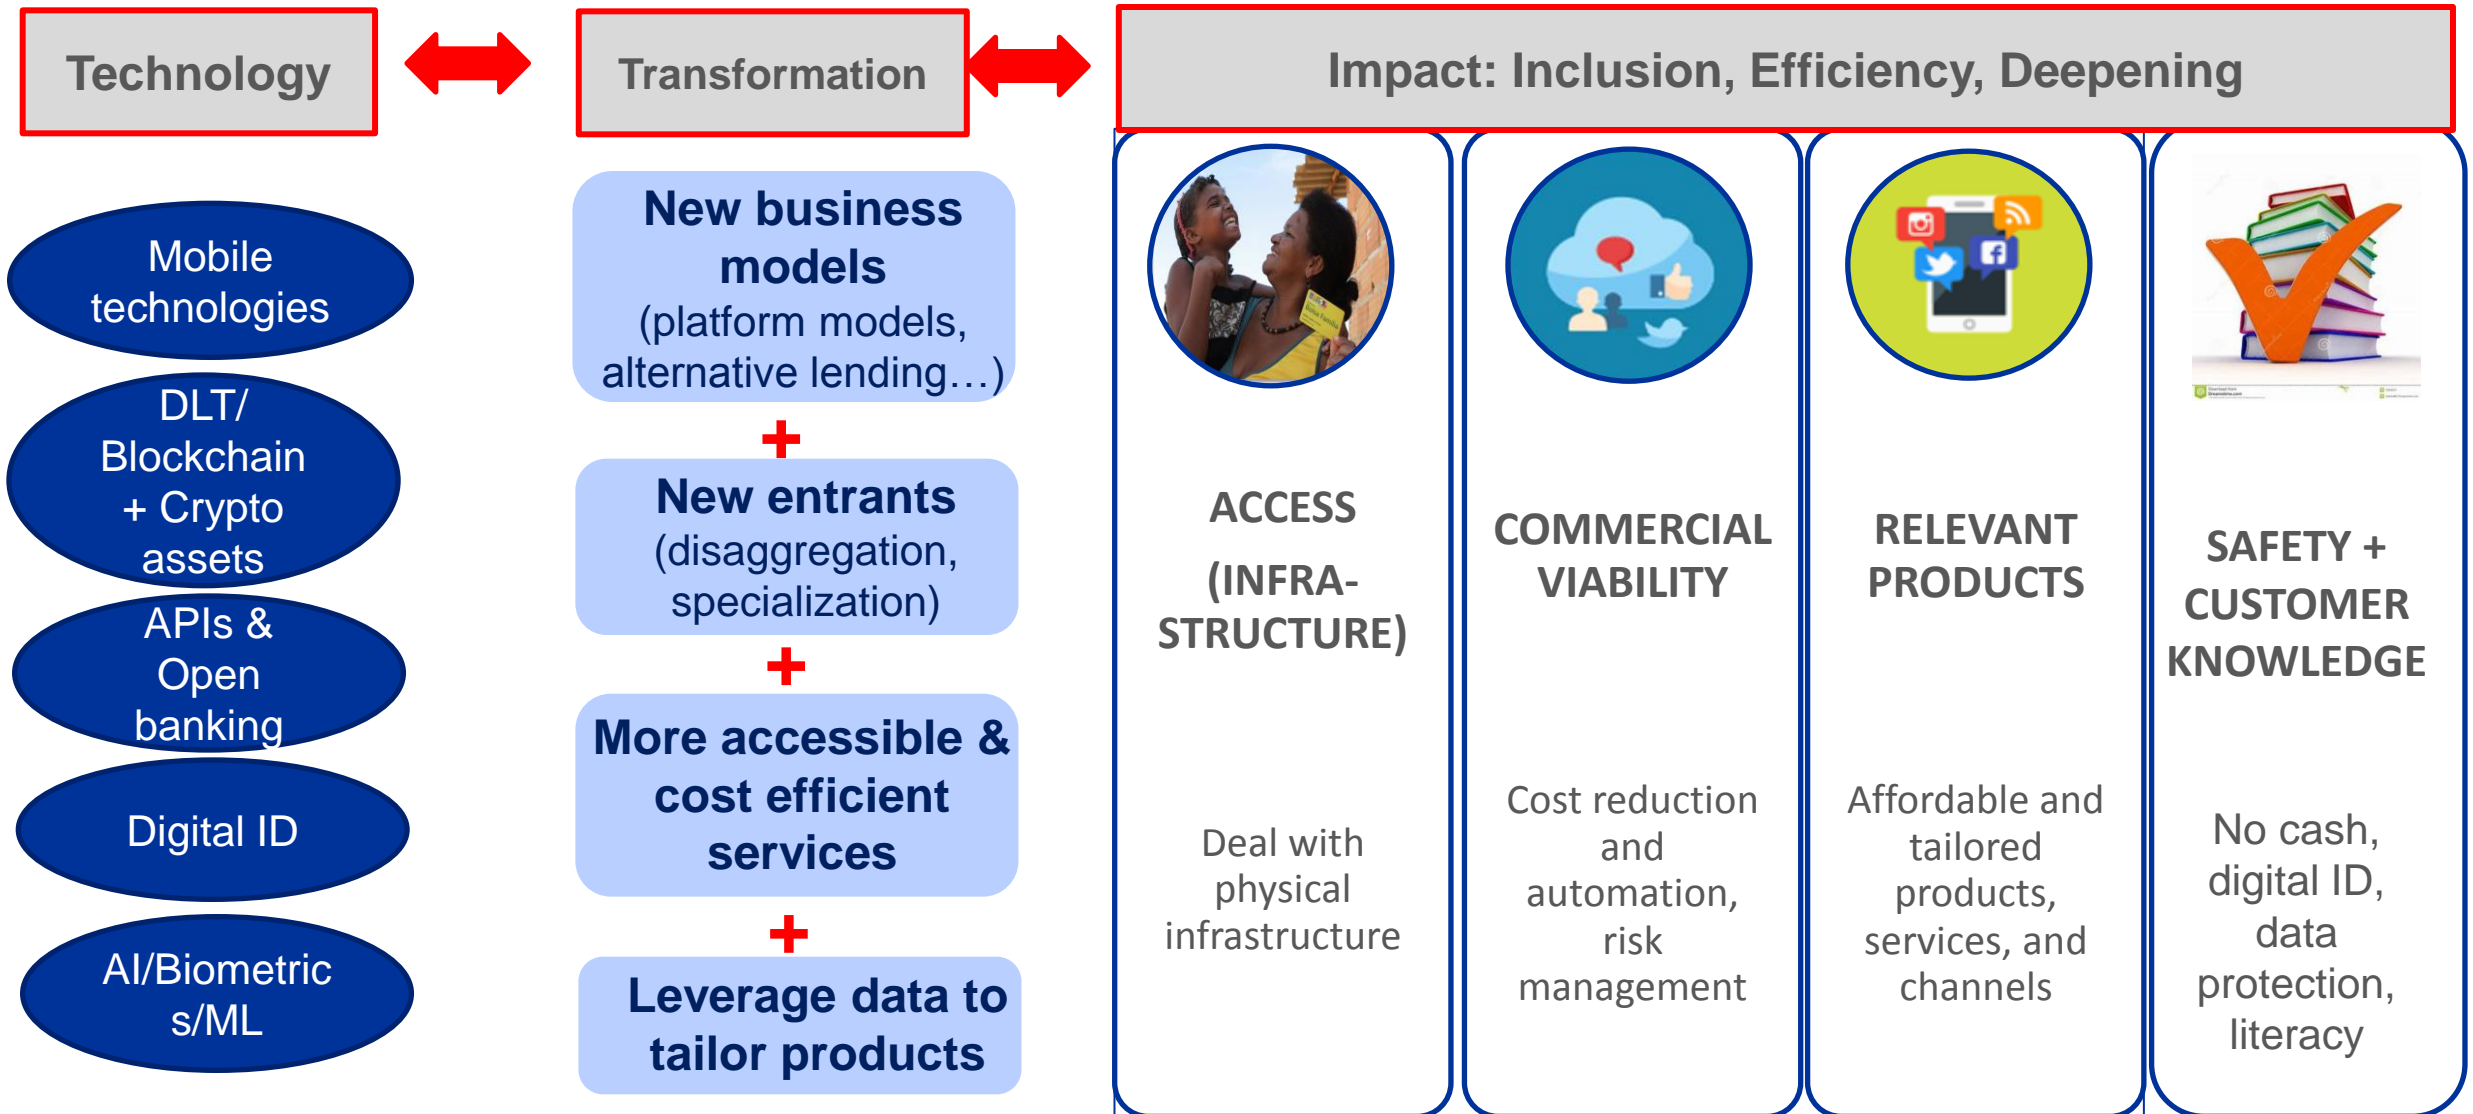 Technology
Transformation
Impact: Inclusion, Efficiency, Deepening
Mobile
technologies
DLT/
Blockchain
+ Crypto
assets
APIs &
Open
banking
Digital ID
AI/Biometric
s/ML
New business
models
(platform models,
alternative lending…)
+
New entrants
(disaggregation,
specialization)
+
More accessible &
cost efficient
services
+
Leverage data to
tailor products
ACCESS
(INFRA-
STRUCTURE)
Deal with
physical
infrastructure
COMMERCIAL
VIABILITY
Cost reduction
and
automation,
risk
management
RELEVANT
PRODUCTS
Affordable and
tailored
products,
services, and
channels
SAFETY +
CUSTOMER
KNOWLEDGE
No cash,
digital ID,
data
protection,
literacy